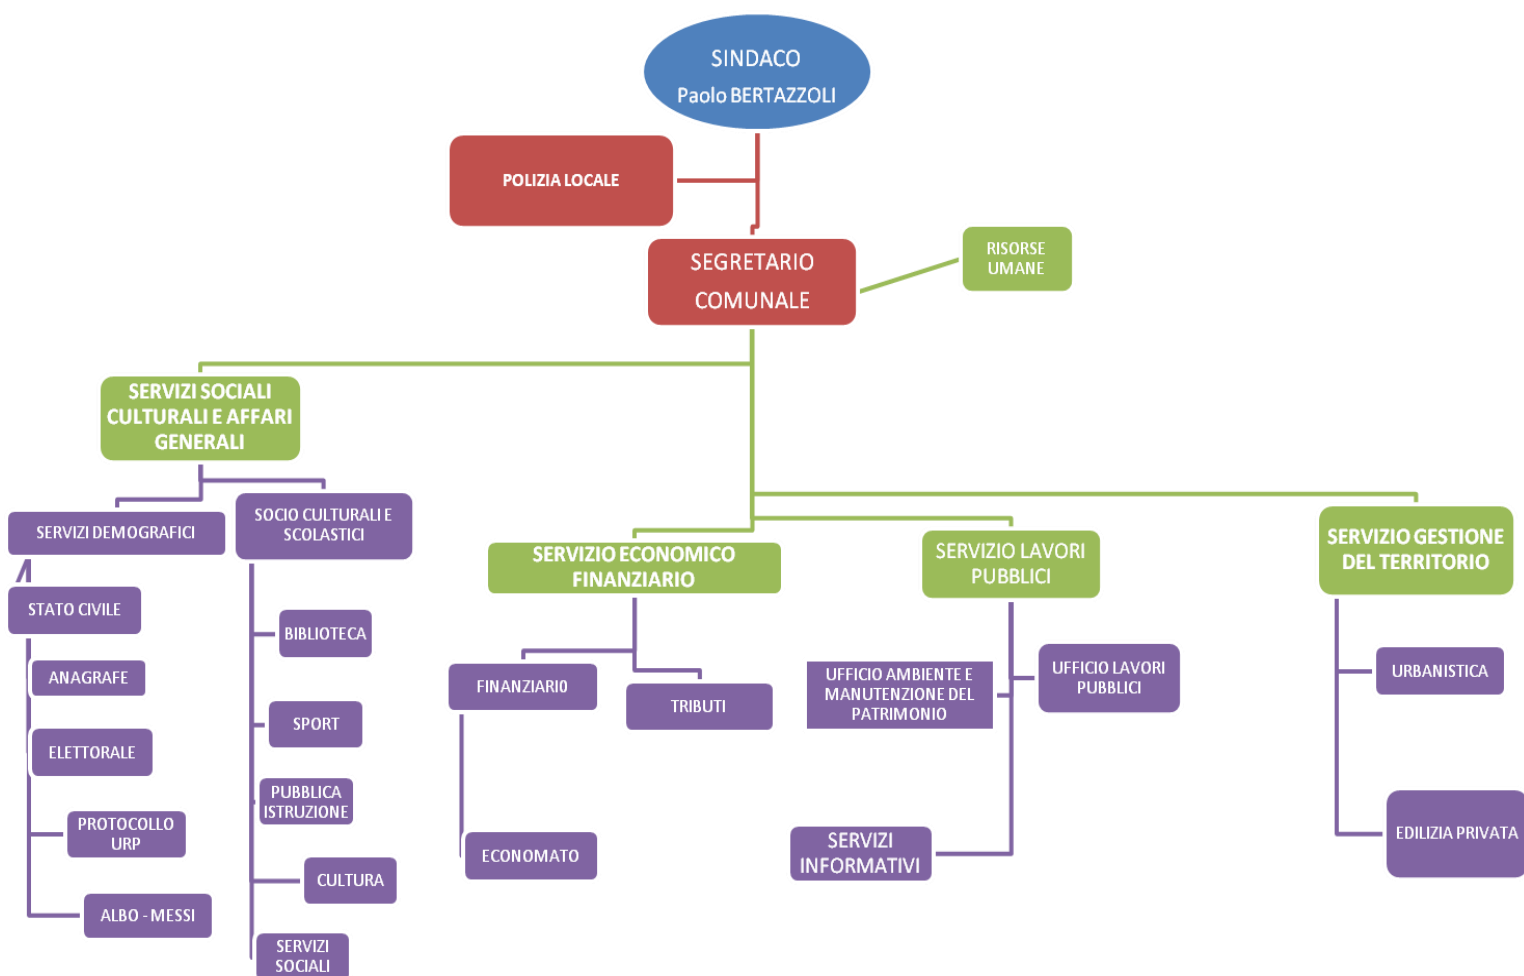 SINDACO
Paolo BERTAZZOLI
POLIZIA LOCALE
SEGRETARIO
COMUNALE
RISORSE
UMANE
SERVIZI SOCIALI
CULTURALI E AFFARI
GENERALI
SERVIZI DEMOGRAFICI
SOCIO CULTURALI E
SCOLASTICI
STATO CIVILE
ANAGRAFE
ELETTORALE
PROTOCOLLO
URP
ALBO - MESSI
BIBLIOTECA
SPORT
PUBBLICA
ISTRUZIONE
CULTURA
SERVIZI
SOCIALI
SERVIZIO ECONOMICO
FINANZIARIO
FINANZIARI0
TRIBUTI
ECONOMATO
SERVIZIO LAVORI
PUBBLICI
UFFICIO AMBIENTE E
MANUTENZIONE DEL
PATRIMONIO
UFFICIO LAVORI
PUBBLICI
SERVIZI
INFORMATIVI
SERVIZIO GESTIONE
DEL TERRITORIO
URBANISTICA
EDILIZIA PRIVATA